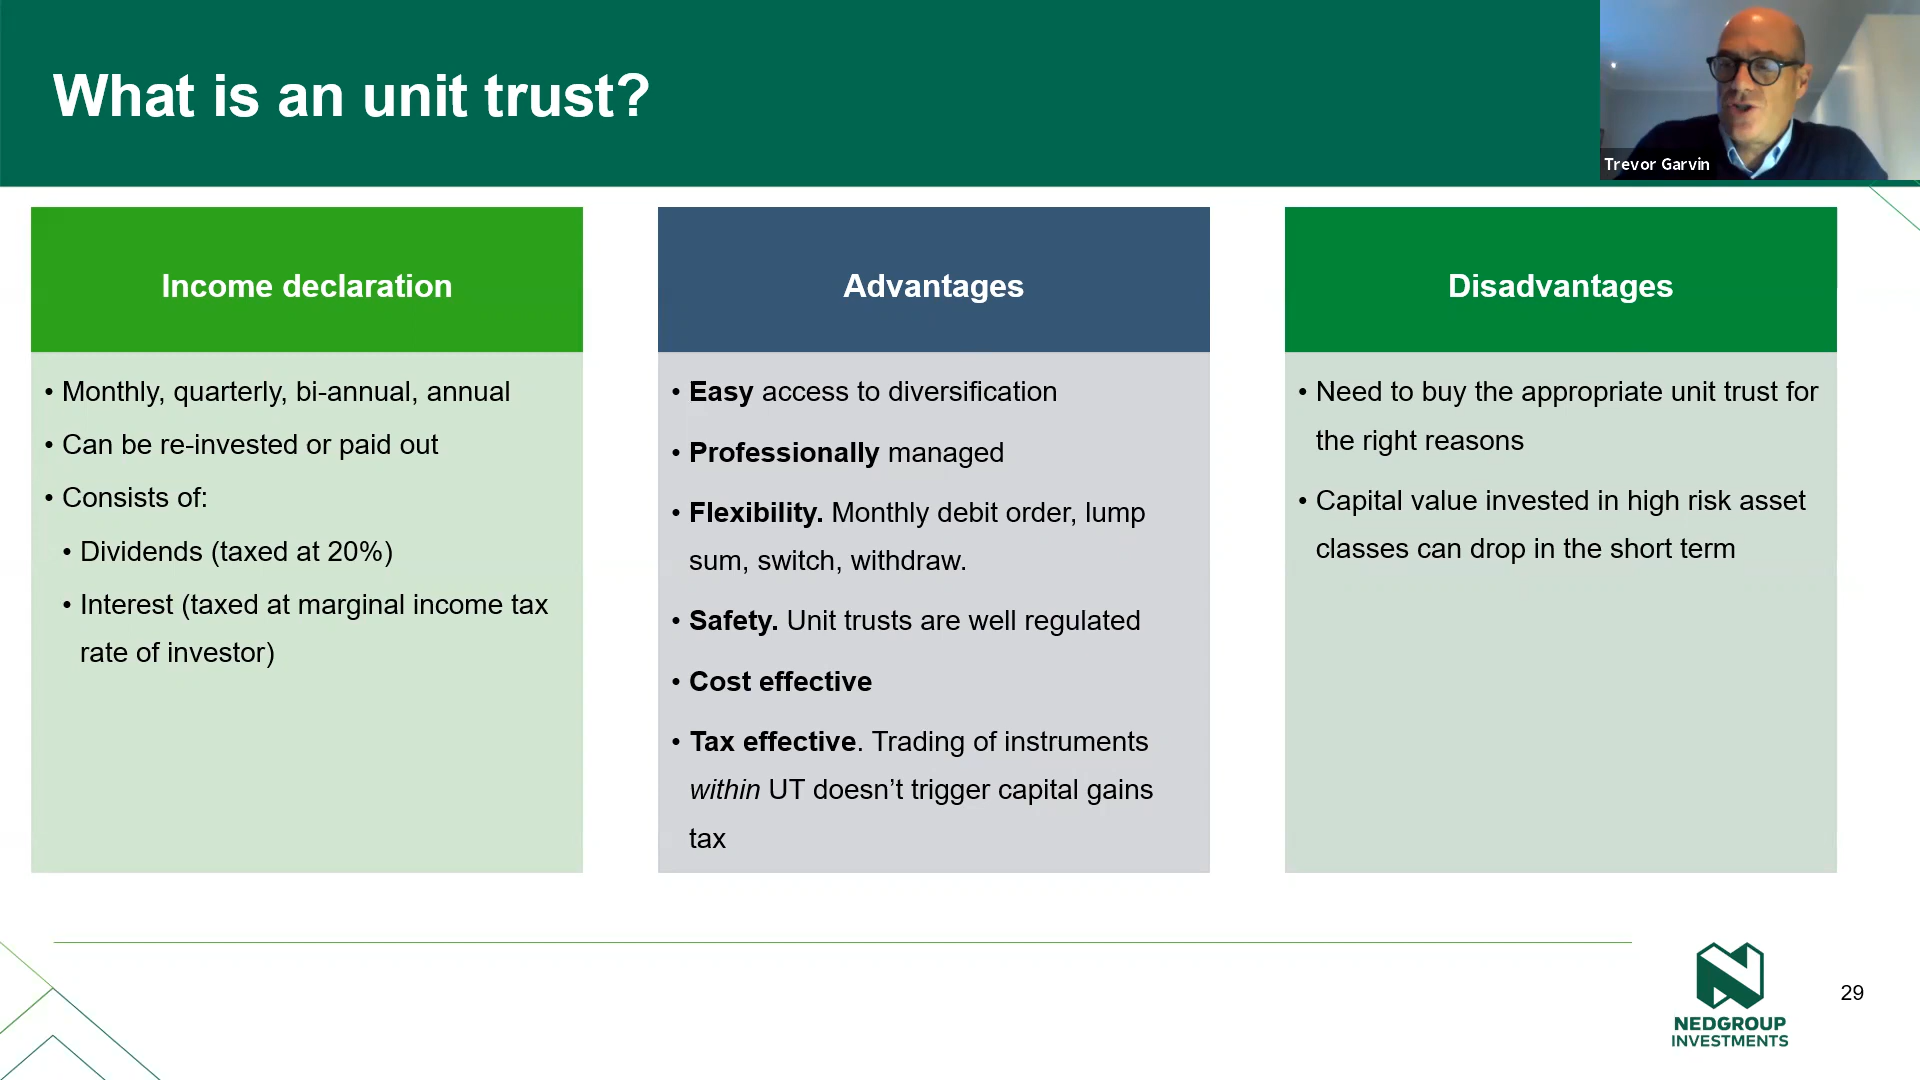 What is an unit trust?
Trevor Garvin
Income declaration
• Monthly, quarterly, bi-annual, annual
• Can be re-invested or paid out
• Consists of:
• Dividends (taxed at 20%)
• Interest (taxed at marginal income tax
rate of investor)
Advantages
• Easy access to diversification
• Professionally managed
• Flexibility. Monthly debit order, lump
sum, switch, withdraw.
• Safety. Unit trusts are well regulated
• Cost effective
• Tax effective. Trading of instruments
within UT doesn’t trigger capital gains
tax
Disadvantages
• Need to buy the appropriate unit trust for
the right reasons
• Capital value invested in high risk asset
classes can drop in the short term
NEDGROUP
INVESTMENTS
29